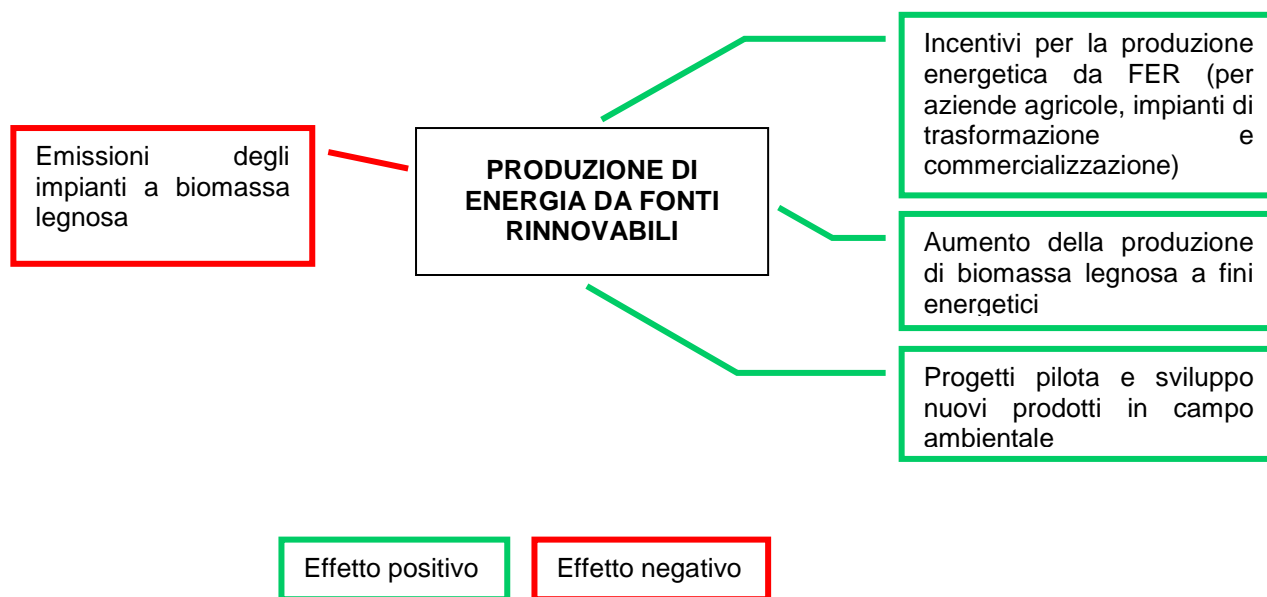 Emissioni degli
impianti a biomassa
legnosa
PRODUZIONE DI
ENERGIA DA FONTI
RINNOVABILI
Incentivi per la produzione
energetica da FER (per
aziende agricole, impianti di
trasformazione e
commercializzazione)
Aumento della produzione
di biomassa legnosa a fini
energetici
Progetti pilota e sviluppo
nuovi prodotti in campo
ambientale
Effetto positivo
Effetto negativo